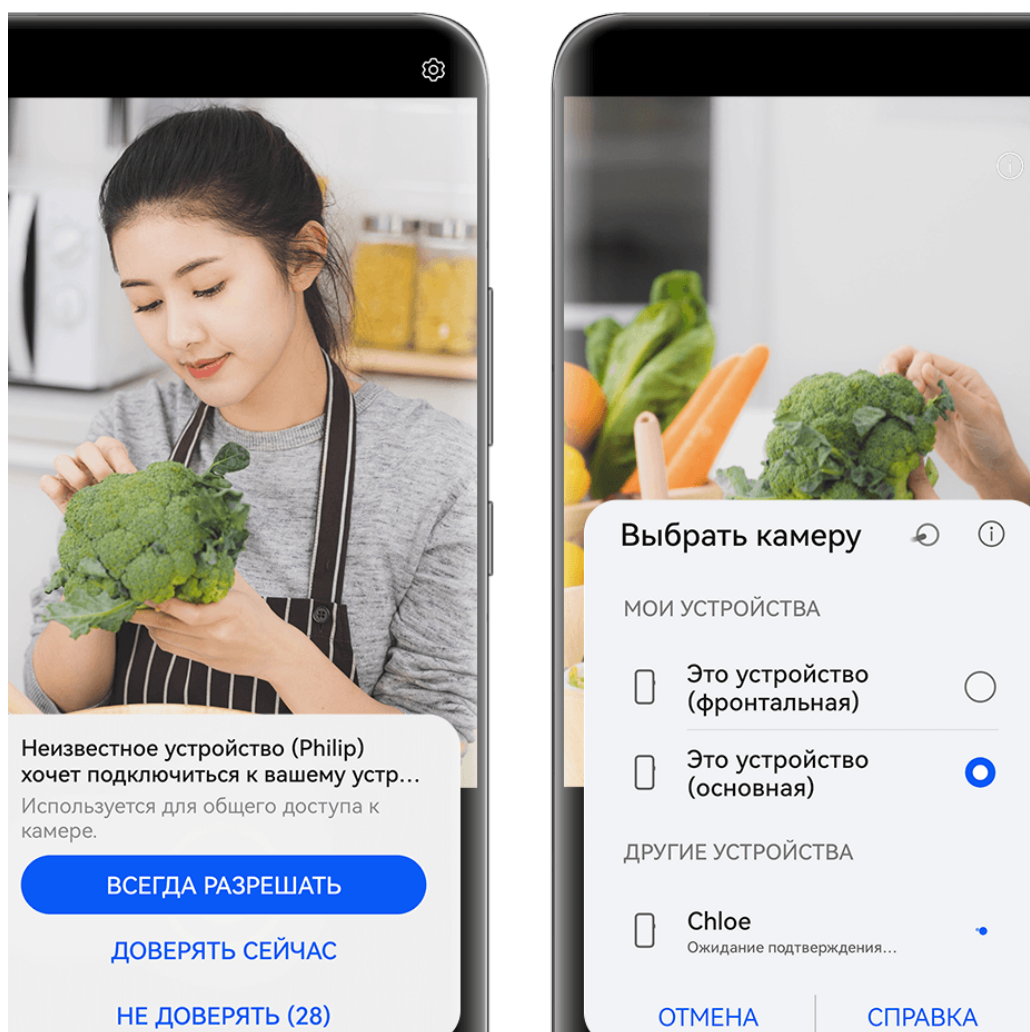 Неизвестное устройство (Philip)
хочет подключиться к вашему устр...
Используется для общего доступа к
камере.
ВСЕГДА РАЗРЕШАТЬ
ДОВЕРЯТЬ СЕЙЧАС
НЕ ДОВЕРЯТЬ (28)
Выбрать камеру
МОИ УСТРОЙСТВА
Это устройство
(фронтальная)
Это устройство
(основная)
ДРУГИЕ УСТРОЙСТВА
Chloe
Ожидание подтверждения...
ОТМЕНА
СПРАВКА